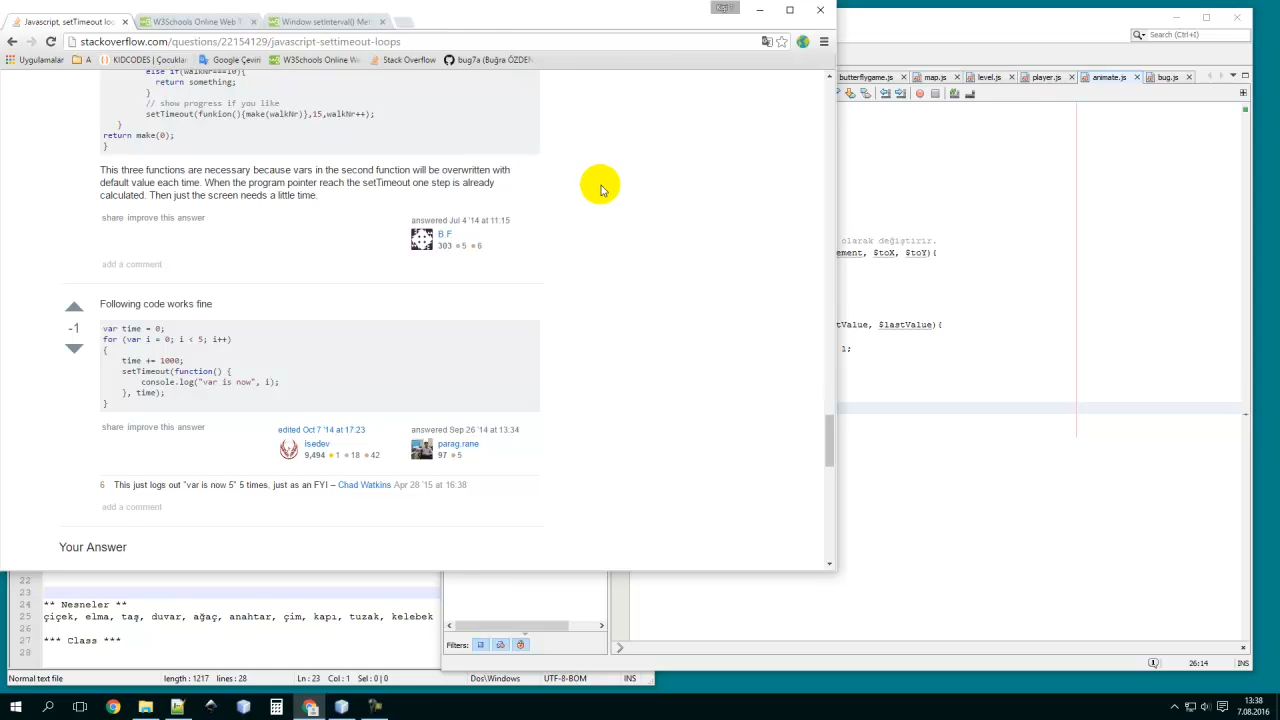 Javascript, setTimeout loo
W3Schools Online Web T
Window setInterval() Met
stackoverflow.com/questions/22154129/javascript-settimeout-loops
Uygulamalar
A
KIDCODES | Çocuklar
Google Çeviri
W3Schools Online We
Stack Overflow
bug7a (Buğra ÖZDEN
else if(walkNr===10){
return something;
}
// show progress if you like
setTimeout(funkion(){make(walkNr)},15,walkNr++);
}
return make(0);
}
This three functions are necessary because vars in the second function will be overwritten with
default value each time. When the program pointer reach the setTimeout one step is already
calculated. Then just the screen needs a little time.
share improve this answer
answered Jul 4 '14 at 11:15
B.F
303 5 6
add a comment
-1
Following code works fine
var time = 0;
for (var i = 0; i < 5; i++)
{
time += 1000;
setTimeout(function() {
console.log("var is now", i);
}, time);
}
share improve this answer
edited Oct 7 '14 at 17:23
isedev
9,494 1 18 42
answered Sep 26 '14 at 13:34
parag.rane
97 5
6 This just logs out "var is now 5" 5 times, just as an FYI – Chad Watkins Apr 28 '15 at 16:38
add a comment
Your Answer
Search (Ctrl+I)
butterflygame.js
map.js
level.js
player.js
animate.js
bug.js
olarak değiştirir.
ement, $toX, $toY){
tValue, $lastValue){
1;
22
23
24 ** Nesneler **
25 çiçek, elma, taş, duvar, ağaç, anahtar, çim, kapı, tuzak, kelebek
26
27 *** Class ***
28
Filters:
Normal text file
length : 1217 lines : 28
Ln : 23 Col : 1 Sel : 0 | 0
Dos\Windows
UTF-8-BOM
INS
1
26:14
INS
13:38
7.08.2016